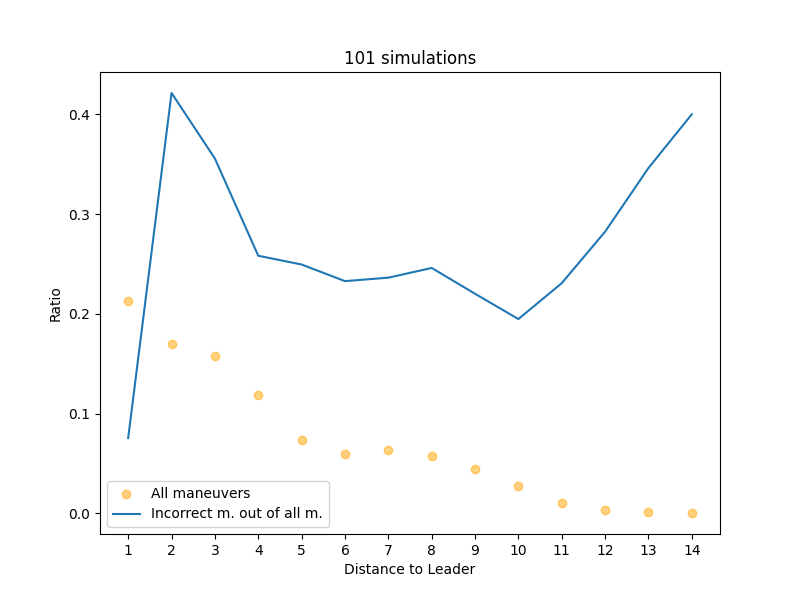 101 simulations
Ratio
0.4
0.3
0.2
0.1
0.0
All maneuvers
Incorrect m. out of all m.
1 2 3 4 5 6 7 8 9 10 11 12 13 14
Distance to Leader